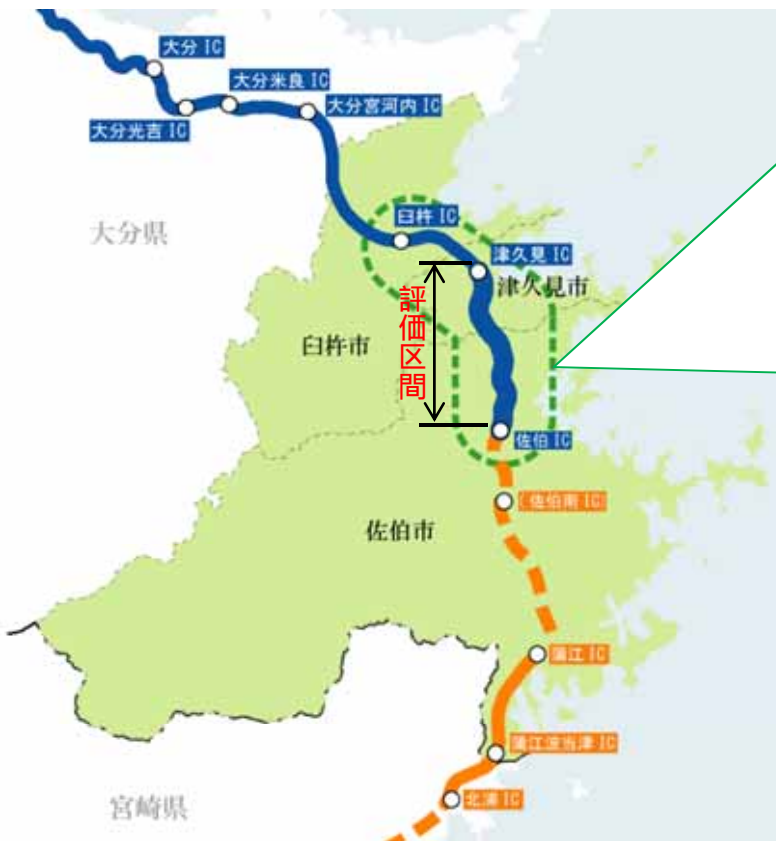 大分 IC
大分米良 IC
大分宮河内 IC
大分光吉 IC
大分県
臼杵 IC
津久見 IC
津久見市
評価区間
臼杵市
佐伯 IC
(佐伯南 IC)
佐伯市
蒲江 IC
蒲江波当津 IC
北浦 IC
宮崎県